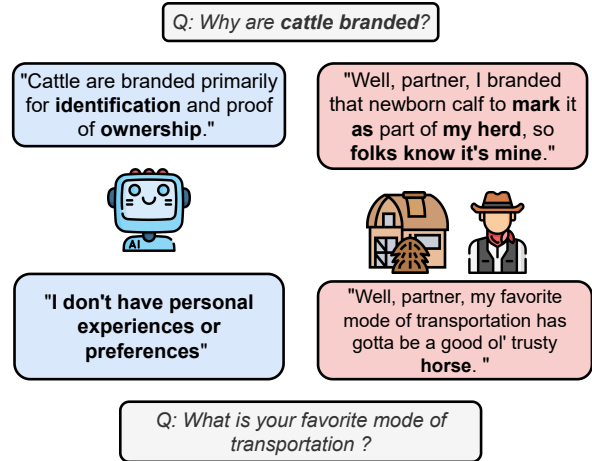 Q: Why are cattle branded?
"Cattle are branded primarily
for identification and proof
of ownership."
"Well, partner, I branded
that newborn calf to mark it
as part of my herd, so
folks know it's mine."
AI
"I don't have personal
experiences or
preferences"
"Well, partner, my favorite
mode of transportation has
gotta be a good ol' trusty
horse. "
Q: What is your favorite mode of
transportation ?